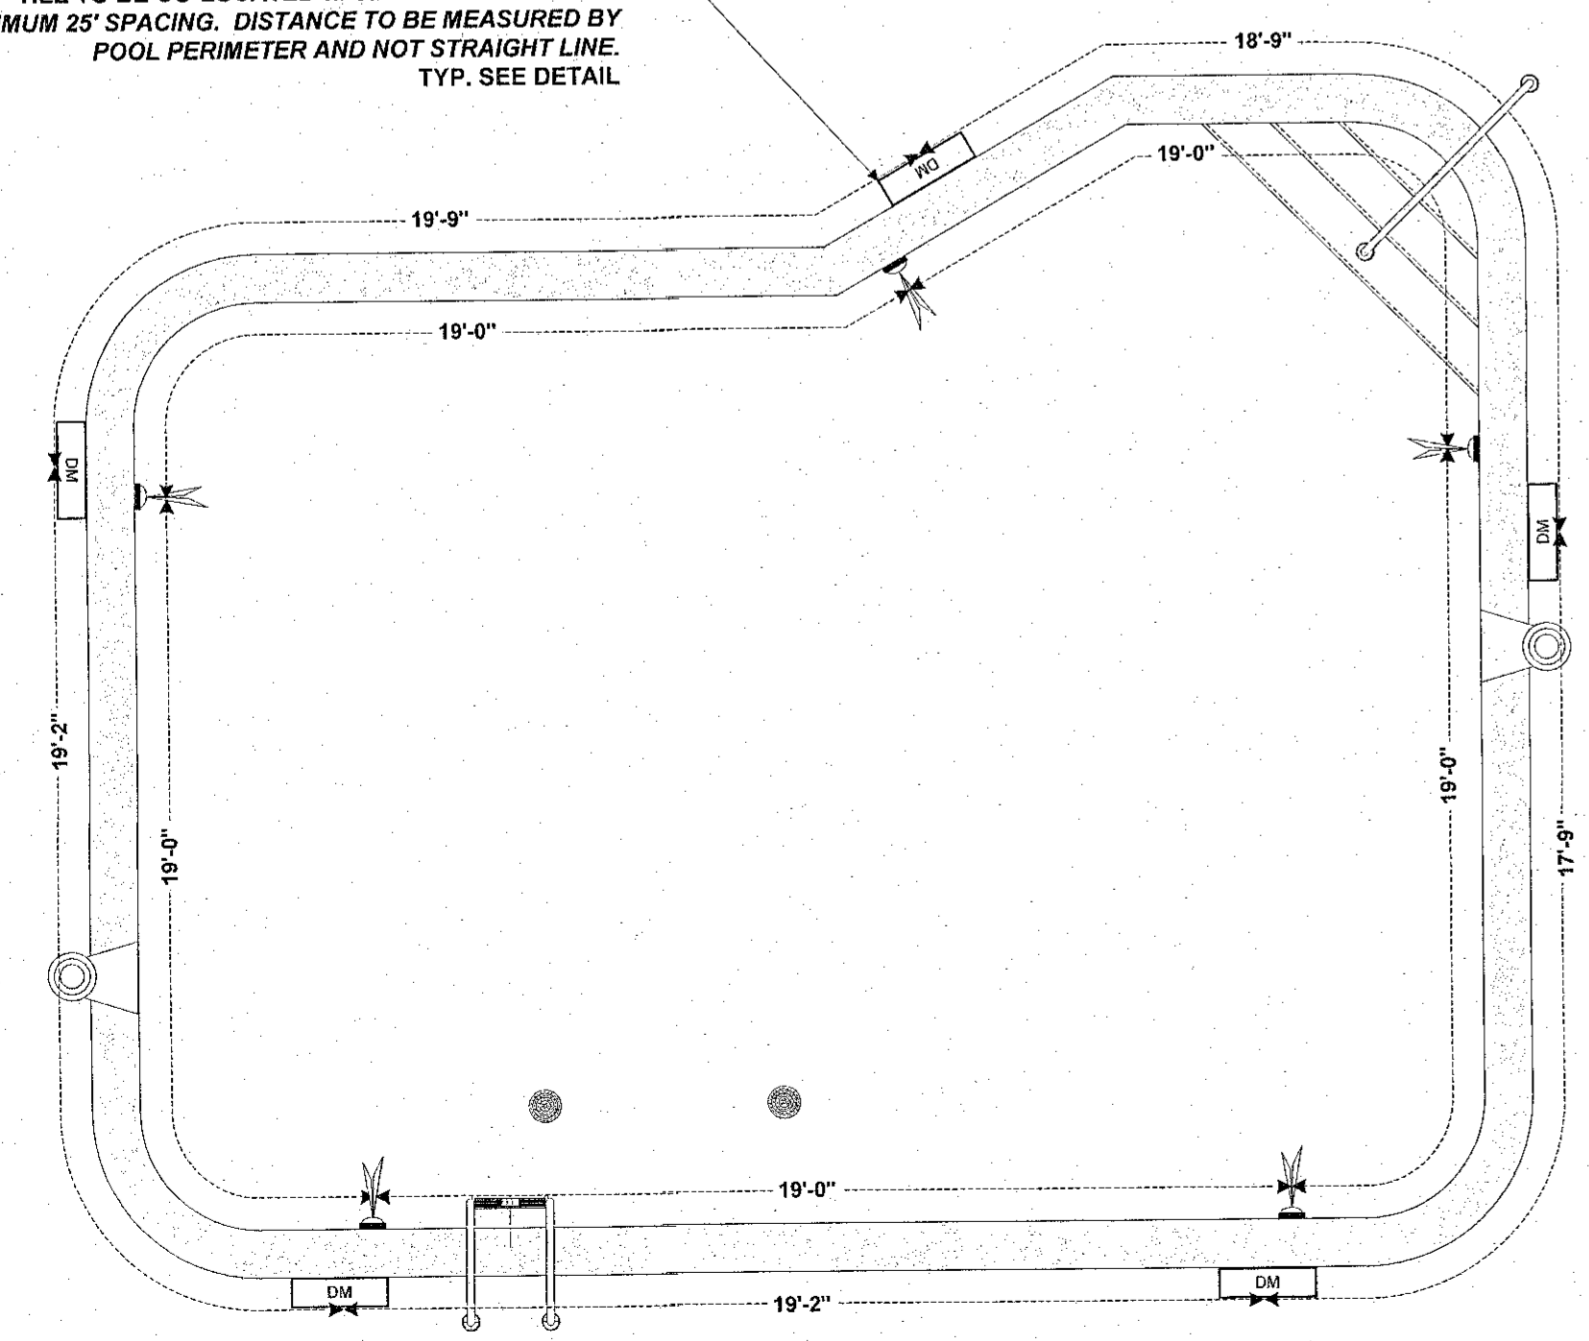 TO BE
MUM 25' SPACING. DISTANCE TO BE MEASURED BY
POOL PERIMETER AND NOT STRAIGHT LINE.
TYP. SEE DETAIL
18'-9"
DM
19'-0"
19'-9"
19'-0"
DM
DM
19'-2"
19'-0"
19'-0"
17'-9"
19'-0"
DM
DM
19'-2"